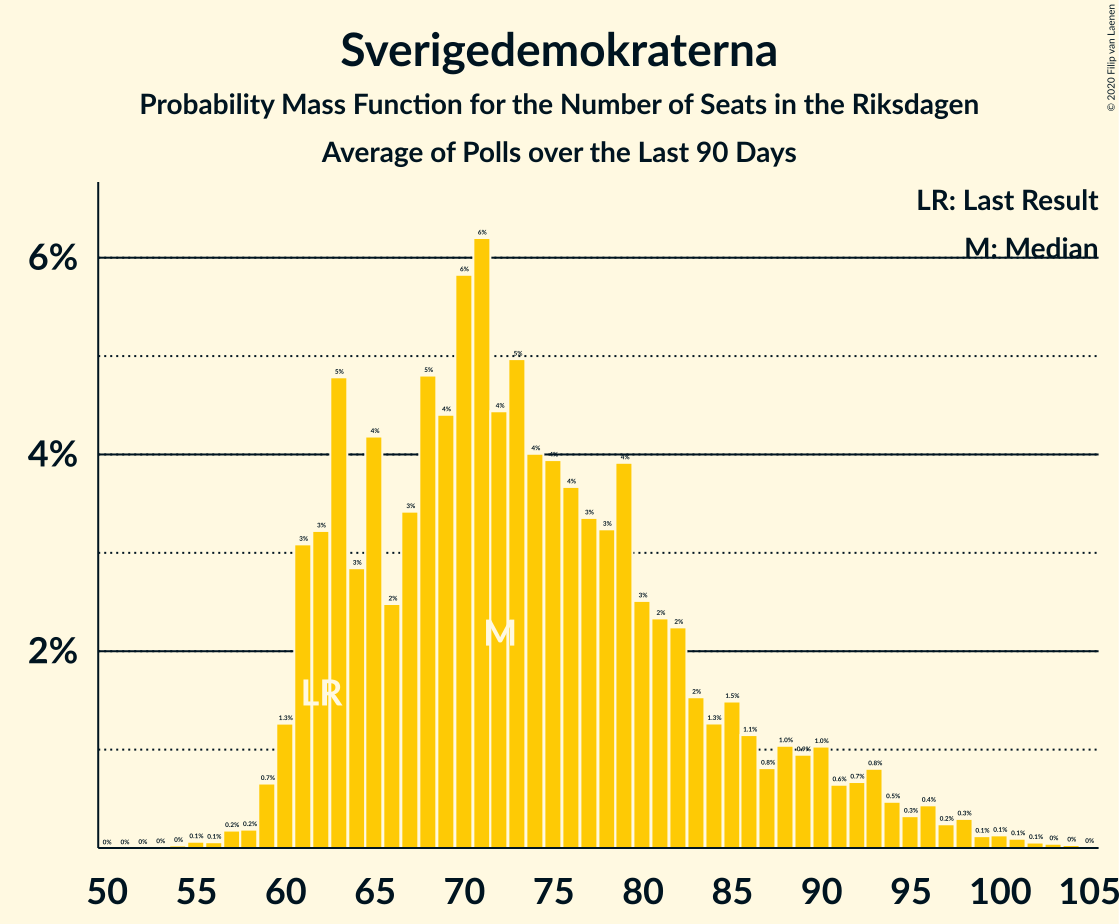 Sverigedemokraterna
Probability Mass Function for the Number of Seats in the Riksdagen
Average of Polls over the Last 90 Days
© 2020 Filip van Laenen
LR: Last Result
M: Median
6%
4%
2%
0% 0% 0% 0% 0% 0.1% 0.1% 0.2% 0.2% 0.7% 1.3% 3% 3% 5% 3% 4% 2% 3% 5% 4% 6% 6% 4% 5% 4% 4% 4% 3% 3% 4% 3% 2% 2% 2% 1.3% 1.5% 1.1% 0.8% 1.0% 0.9% 1.0% 0.6% 0.7% 0.8% 0.5% 0.3% 0.4% 0.2% 0.3% 0.1% 0.1% 0.1% 0.1% 0% 0% 0%
M
LR
50 55 60 65 70 75 80 85 90 95 100 105